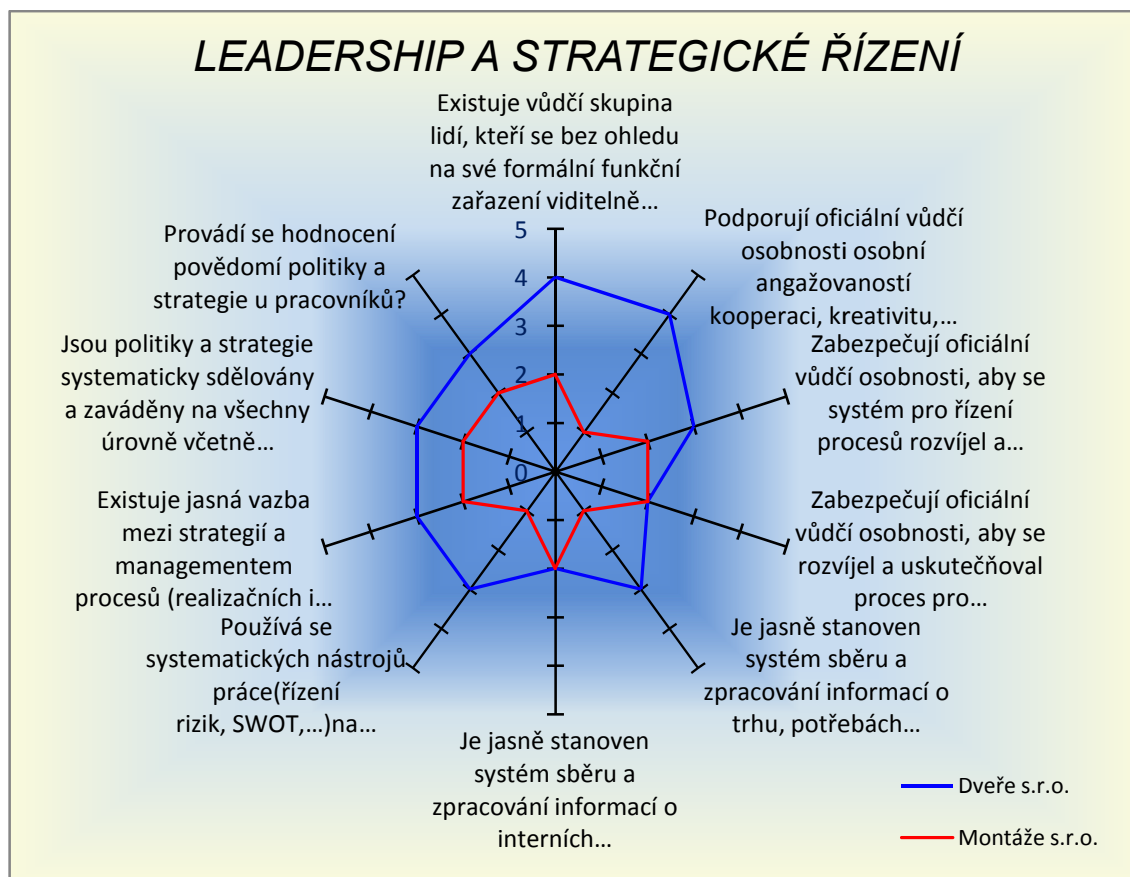 LEADERSHIP A STRATEGICKÉ ŘÍZENÍ
Existuje vůdčí skupina
lidí, kteří se bez ohledu
na své formální funkční
zařazení viditelně...
Podporují oficiální vůdčí
osobnosti osobní
angažovaností
kooperaci, kreativitu,...
Zabezpečují oficiální
vůdčí osobnosti, aby se
systém pro řízení
procesů rozvíjel a...
Zabezpečují oficiální
vůdčí osobnosti, aby se
rozvíjel a uskutečňoval
proces pro...
Je jasně stanoven
systém sběru a
zpracování informací o
trhu, potřebách...
Je jasně stanoven
systém sběru a
zpracování informací o
interních...
Používá se
systematických nástrojů
práce(řízení
rizik, SWOT,...)na...
Existuje jasná vazba
mezi strategií a
managementem
procesů (realizačních i...
Jsou politiky a strategie
systematicky sdělovány
a zaváděny na všechny
úrovně včetně...
Provádí se hodnocení
povědomí politiky a
strategie u pracovníků?
5
4
3
2
1
0
Dveře s.r.o.
Montáže s.r.o.